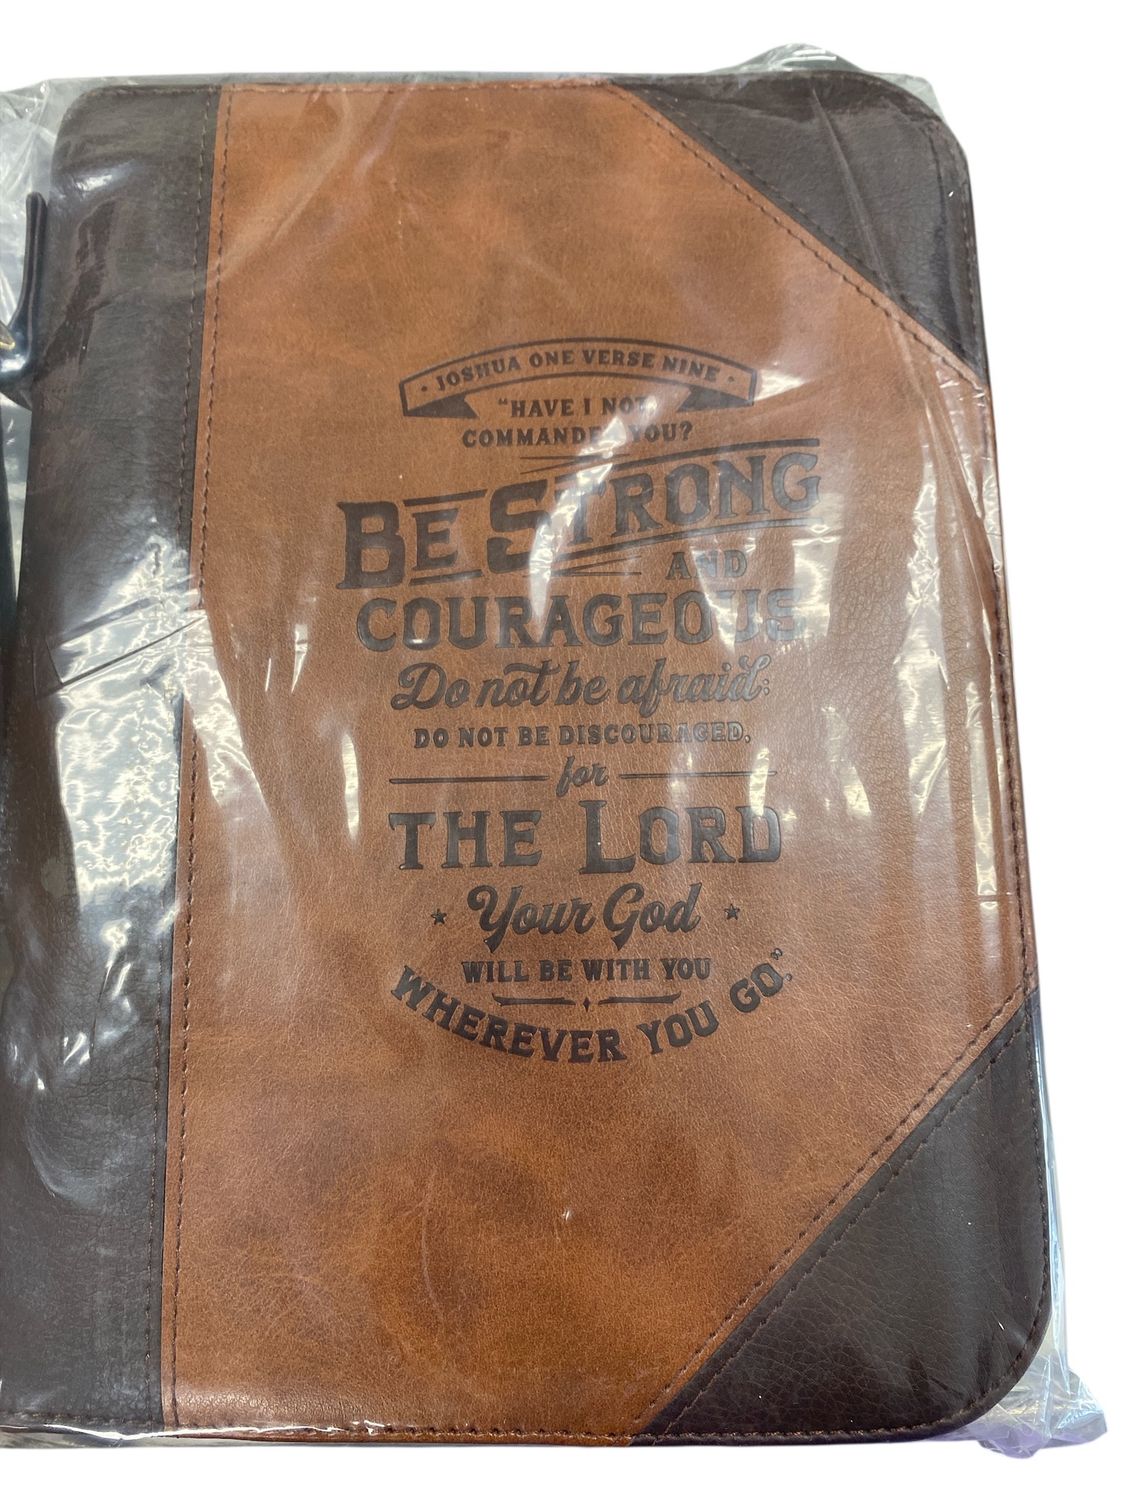 · JOSHUA ONE VERSE NINE ·
"HAVE I NOT
COMMANDED YOU?
BE STRONG
AND
COURAGEOUS
Do not be afraid;
DO NOT BE DISCOURAGED,
for
THE LORD
Your God
WILL BE WITH YOU
WHEREVER YOU GO."